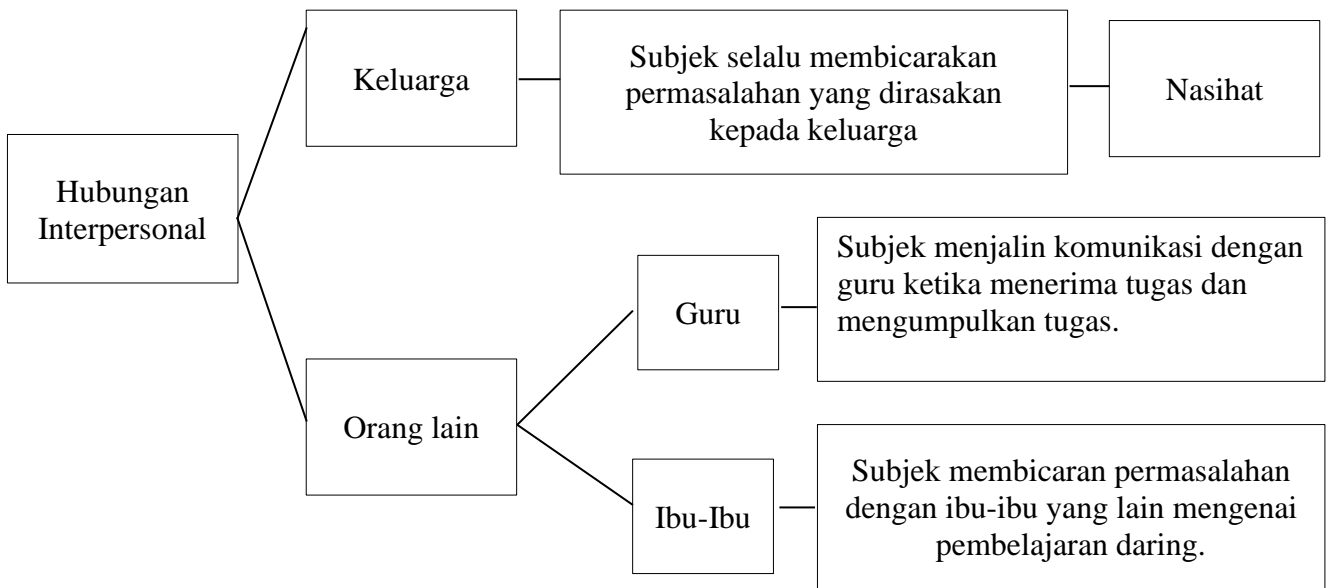 Hubungan
Interpersonal
Keluarga
Subjek selalu membicarakan
permasalahan yang dirasakan
kepada keluarga
Nasihat
Orang lain
Guru
Subjek menjalin komunikasi dengan
guru ketika menerima tugas dan
mengumpulkan tugas.
Ibu-Ibu
Subjek membicaran permasalahan
dengan ibu-ibu yang lain mengenai
pembelajaran daring.